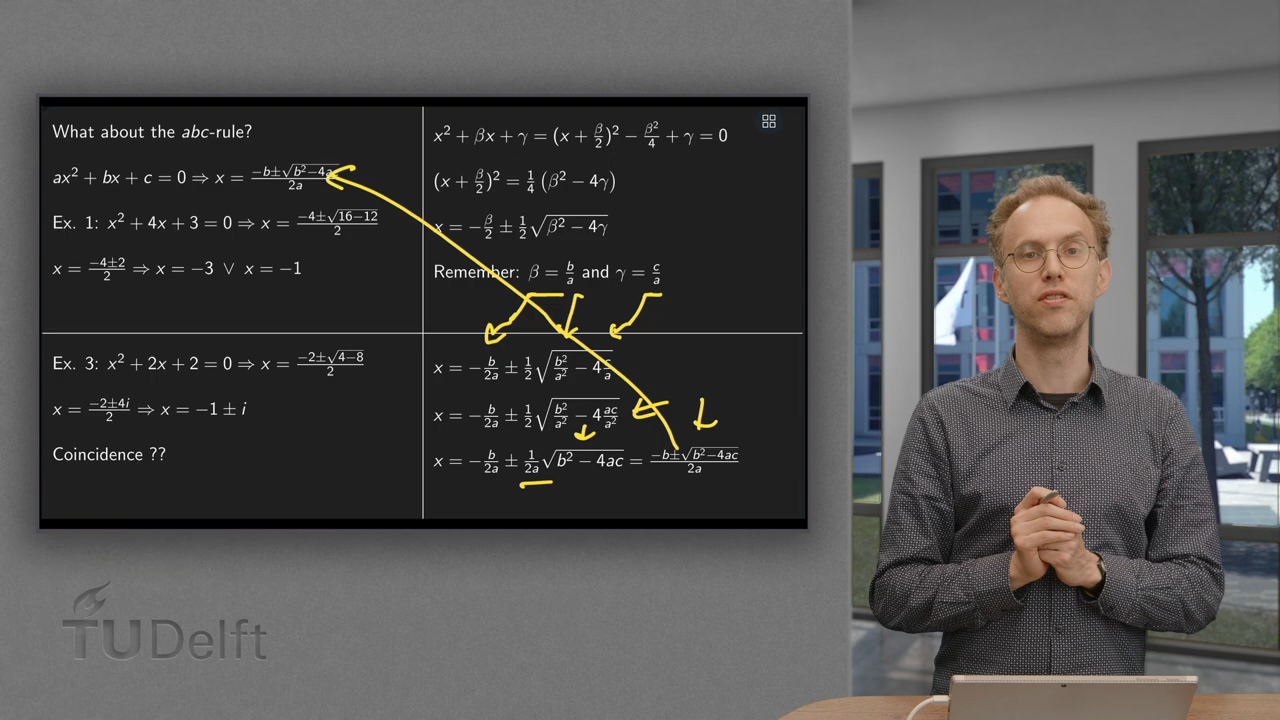 What about the abc-rule?
ax² + bx + c = 0 ⇒ x = (−b±√(b²−4a))/2a
Ex. 1: x² + 4x + 3 = 0 ⇒ x = (−4±√(16−12))/2
x = (−4±2)/2 ⇒ x = −3 ∨ x = −1
x² + βx + γ = (x + β/2)² − β²/4 + γ = 0
(x + β/2)² = 1/4 (β² − 4γ)
x = −β/2 ± 1/2 √(β² − 4γ)
Remember: β = b/a and γ = c/a
Ex. 3: x² + 2x + 2 = 0 ⇒ x = (−2±√(4−8))/2
x = (−2±4i)/2 ⇒ x = −1 ± i
Coincidence ??
x = −b/2a ± 1/2 √(b²/a² − 4 c/a)
x = −b/2a ± 1/2 √(b²/a² − 4 ac/a²)
x = −b/2a ± 1/2a √(b² − 4ac) = (−b±√(b²−4ac))/2a
TUDelft